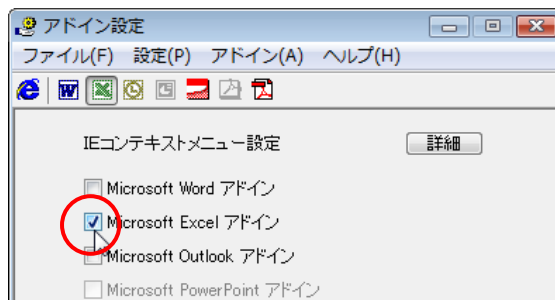 アドイン設定
ファイル(F) 設定(P) アドイン(A) ヘルプ(H)
IEコンテキストメニュー設定 詳細
Microsoft Word アドイン
Microsoft Excel アドイン
Microsoft Outlook アドイン
Microsoft PowerPoint アドイン